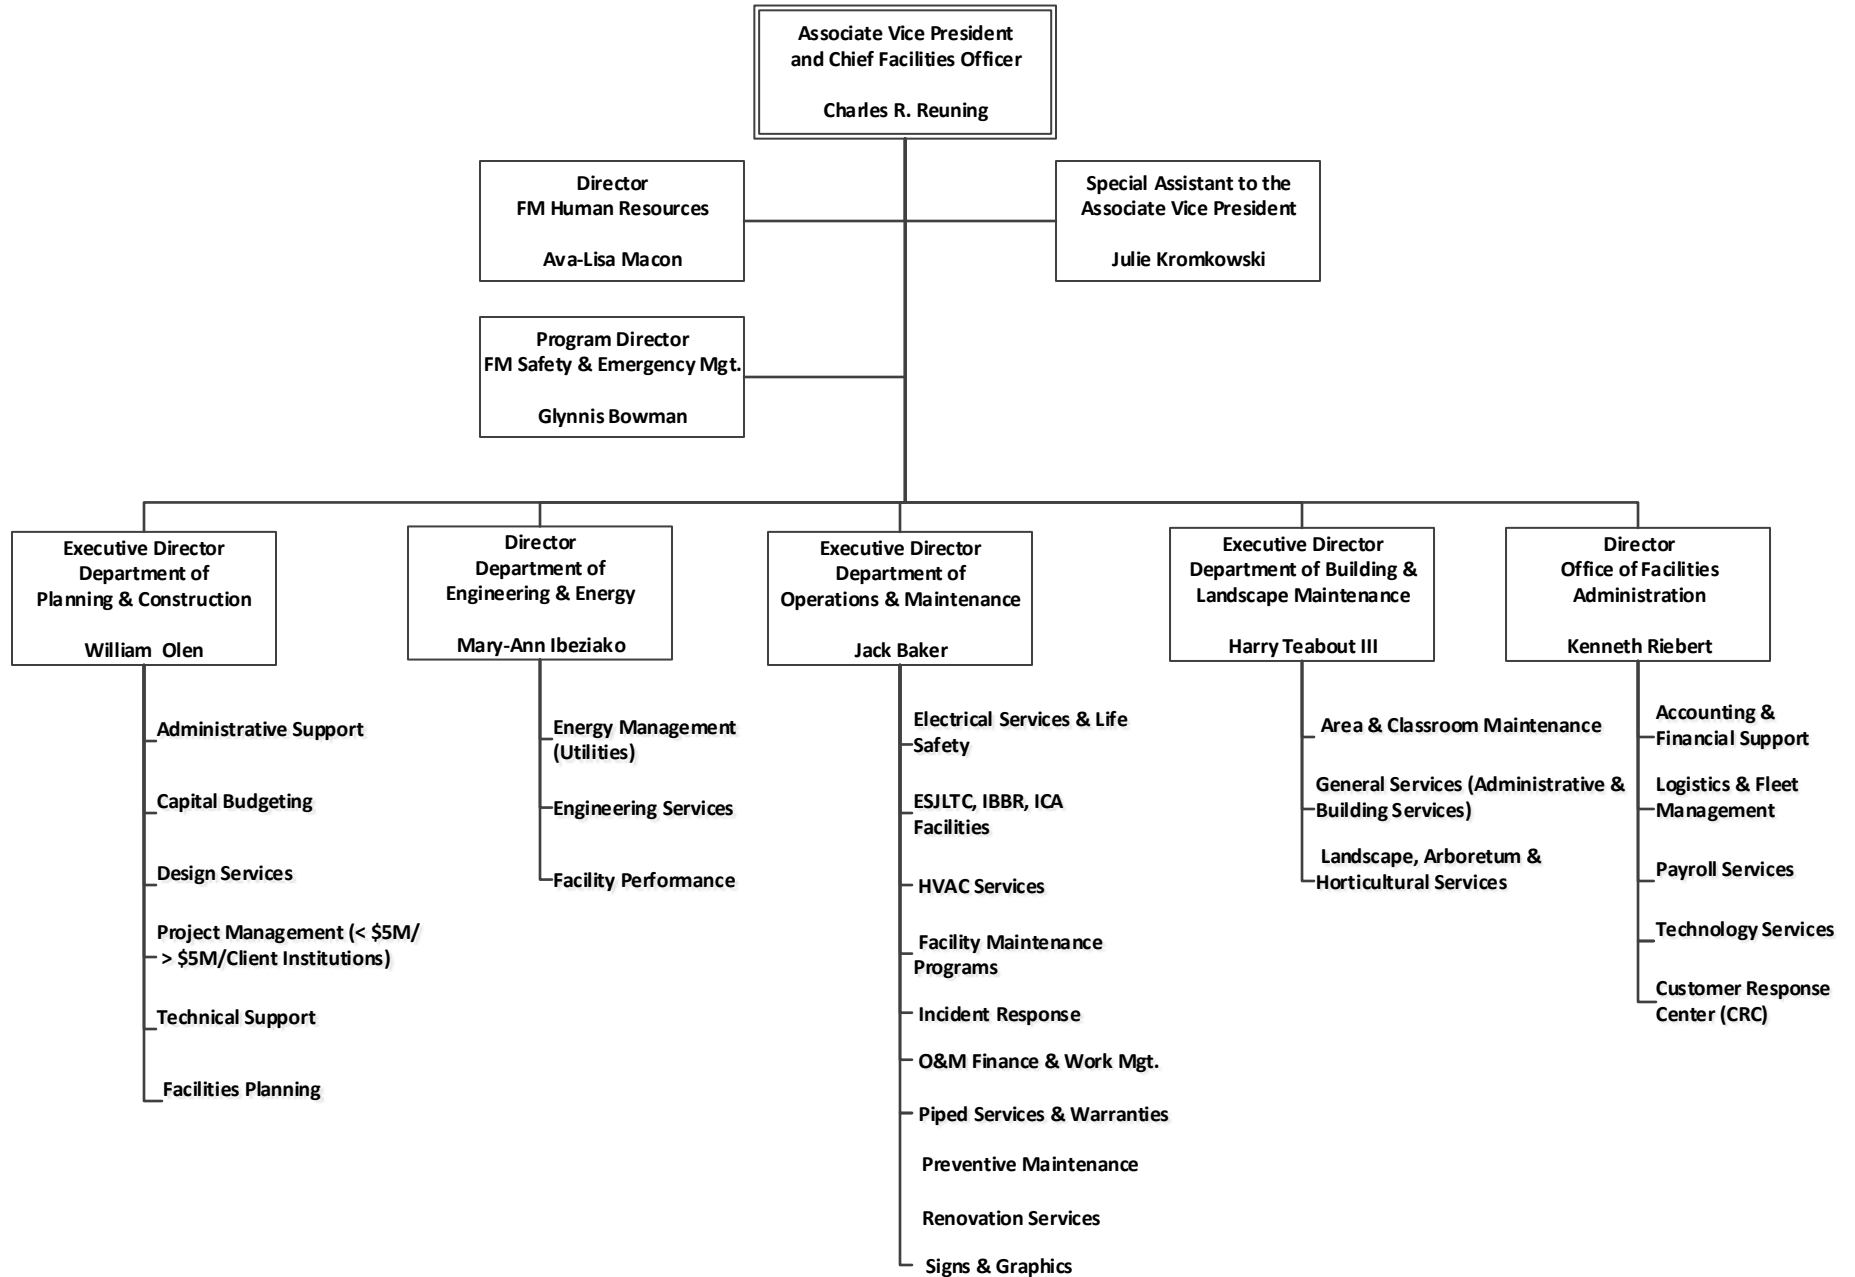 Associate Vice President
and Chief Facilities Officer
Charles R. Reuning
Director
FM Human Resources
Ava-Lisa Macon
Special Assistant to the
Associate Vice President
Julie Kromkowski
Program Director
FM Safety & Emergency Mgt.
Glynnis Bowman
Executive Director
Department of
Planning & Construction
William Olen
Administrative Support
Capital Budgeting
Design Services
Project Management (< $5M/
> $5M/Client Institutions)
Technical Support
Facilities Planning
Director
Department of
Engineering & Energy
Mary-Ann Ibeziako
Energy Management
(Utilities)
Engineering Services
Facility Performance
Executive Director
Department of
Operations & Maintenance
Jack Baker
Electrical Services & Life
Safety
ESJLTC, IBBR, ICA
Facilities
HVAC Services
Facility Maintenance
Programs
Incident Response
O&M Finance & Work Mgt.
Piped Services & Warranties
Preventive Maintenance
Renovation Services
Signs & Graphics
Executive Director
Department of Building &
Landscape Maintenance
Harry Teabout III
Area & Classroom Maintenance
General Services (Administrative &
Building Services)
Landscape, Arboretum &
Horticultural Services
Director
Office of Facilities
Administration
Kenneth Riebert
Accounting &
Financial Support
Logistics & Fleet
Management
Payroll Services
Technology Services
Customer Response
Center (CRC)